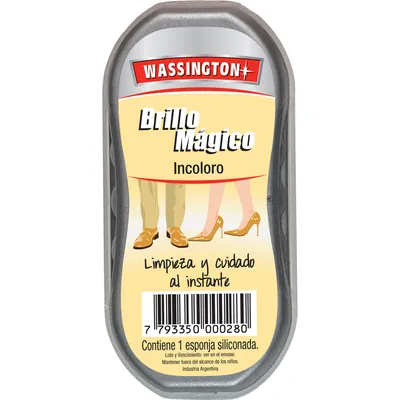 WASSINGTON
Brillo
Mágico
Incoloro
Limpieza y cuidado
al instante
7 793350 000280
Contiene 1 esponja siliconada.
Lote y Vencimiento: ver en el envase.
Mantener fuera del alcance de los niños.
Industria Argentina